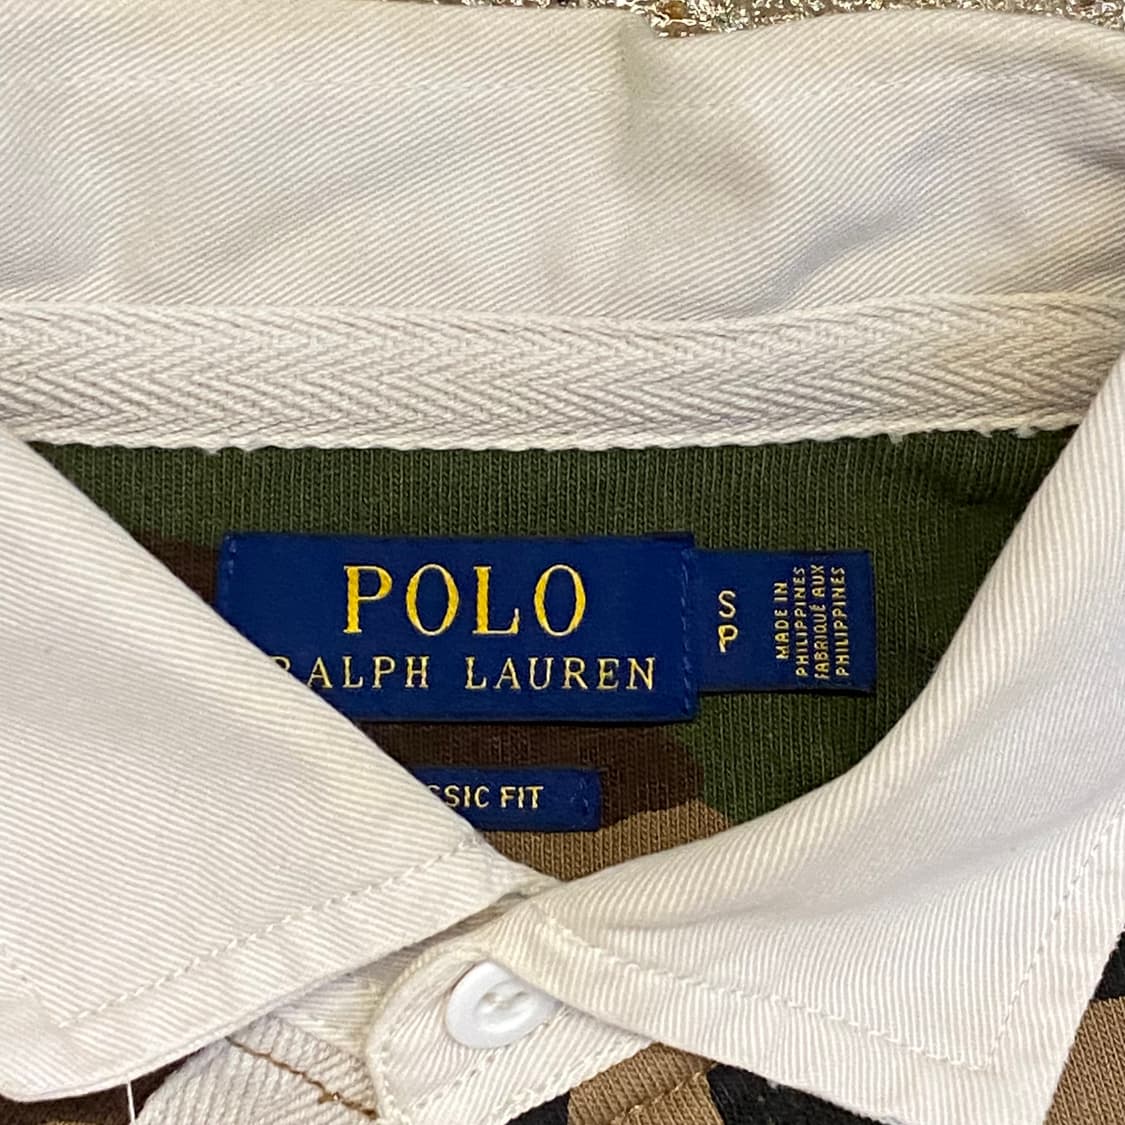 POLO
RALPH LAUREN
S
P
MADE IN
PHILIPPINES
FABRIQUÉ AUX
PHILIPPINES
SSIC FIT